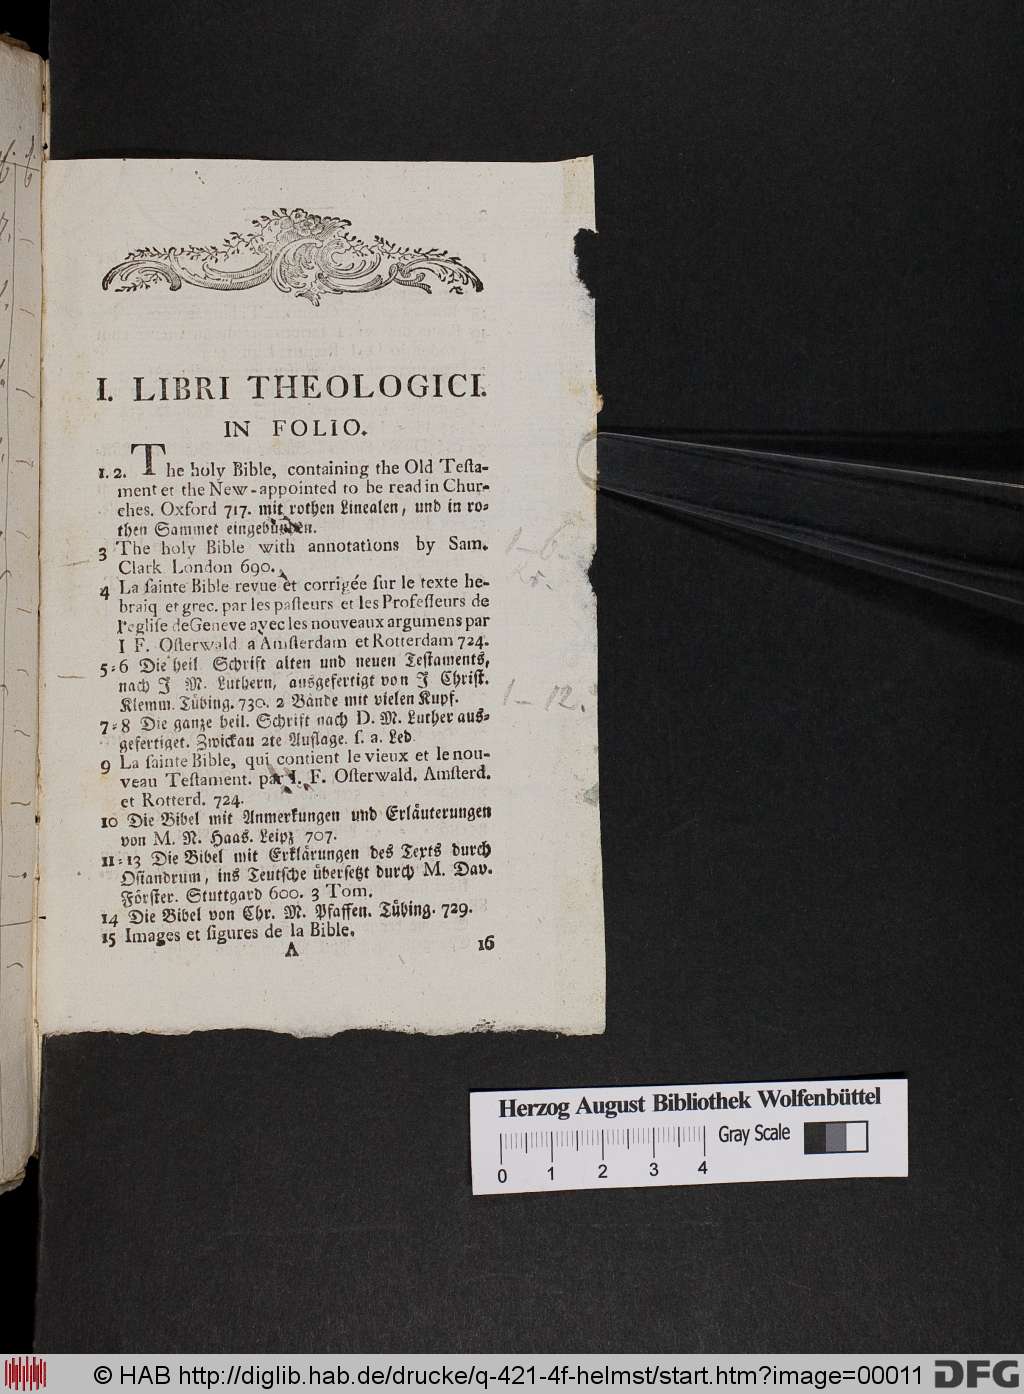 I. LIBRI THEOLOGICI.
IN FOLIO.
1. 2. The holy Bible, containing the Old Testa-
ment et the New-appointed to be read in Chur-
ches. Oxford 717. mit rothen Linealen, und in ro-
then Sammet eingebunden.
3 The holy Bible with annotations by Sam.
Clark London 690.
4 La sainte Bible revue et corrigée sur le texte he-
braiq et grec. par les pasteurs et les Professeurs de
l'eglise de Geneve avec les nouveaux argumens par
I F. Osterwald a Amsterdam et Rotterdam 724.
5-6 Die heil Schrift alten und neuen Testaments,
nach J M. Luthern, ausgefertigt von J Christ.
Klemm. Tübing. 730. 2 Bände mit vielen Kupf.
7-8 Die ganze heil. Schrift nach D. M. Luther aus-
gefertiget. Zwickau 2te Auflage. s. a. Led
9 La sainte Bible, qui contient le vieux et le nou-
veau Testament. par I. F. Osterwald. Amsterd.
et Rotterd. 724.
10 Die Bibel mit Anmerkungen und Erläuterungen
von M. N. Haas. Leipz 707.
11-13 Die Bibel mit Erklärungen des Texts durch
Osiandrum, ins Teutsche übersetzt durch M. Dav.
Förster. Stuttgard 600. 3 Tom.
14 Die Bibel von Chr. M. Pfaffen. Tübing. 729.
15 Images et figures de la Bible.
A 16
1-6.
1-12.
Herzog August Bibliothek Wolfenbüttel
Gray Scale
0 1 2 3 4
© HAB http://diglib.hab.de/drucke/q-421-4f-helmst/start.htm?image=00011
DFG